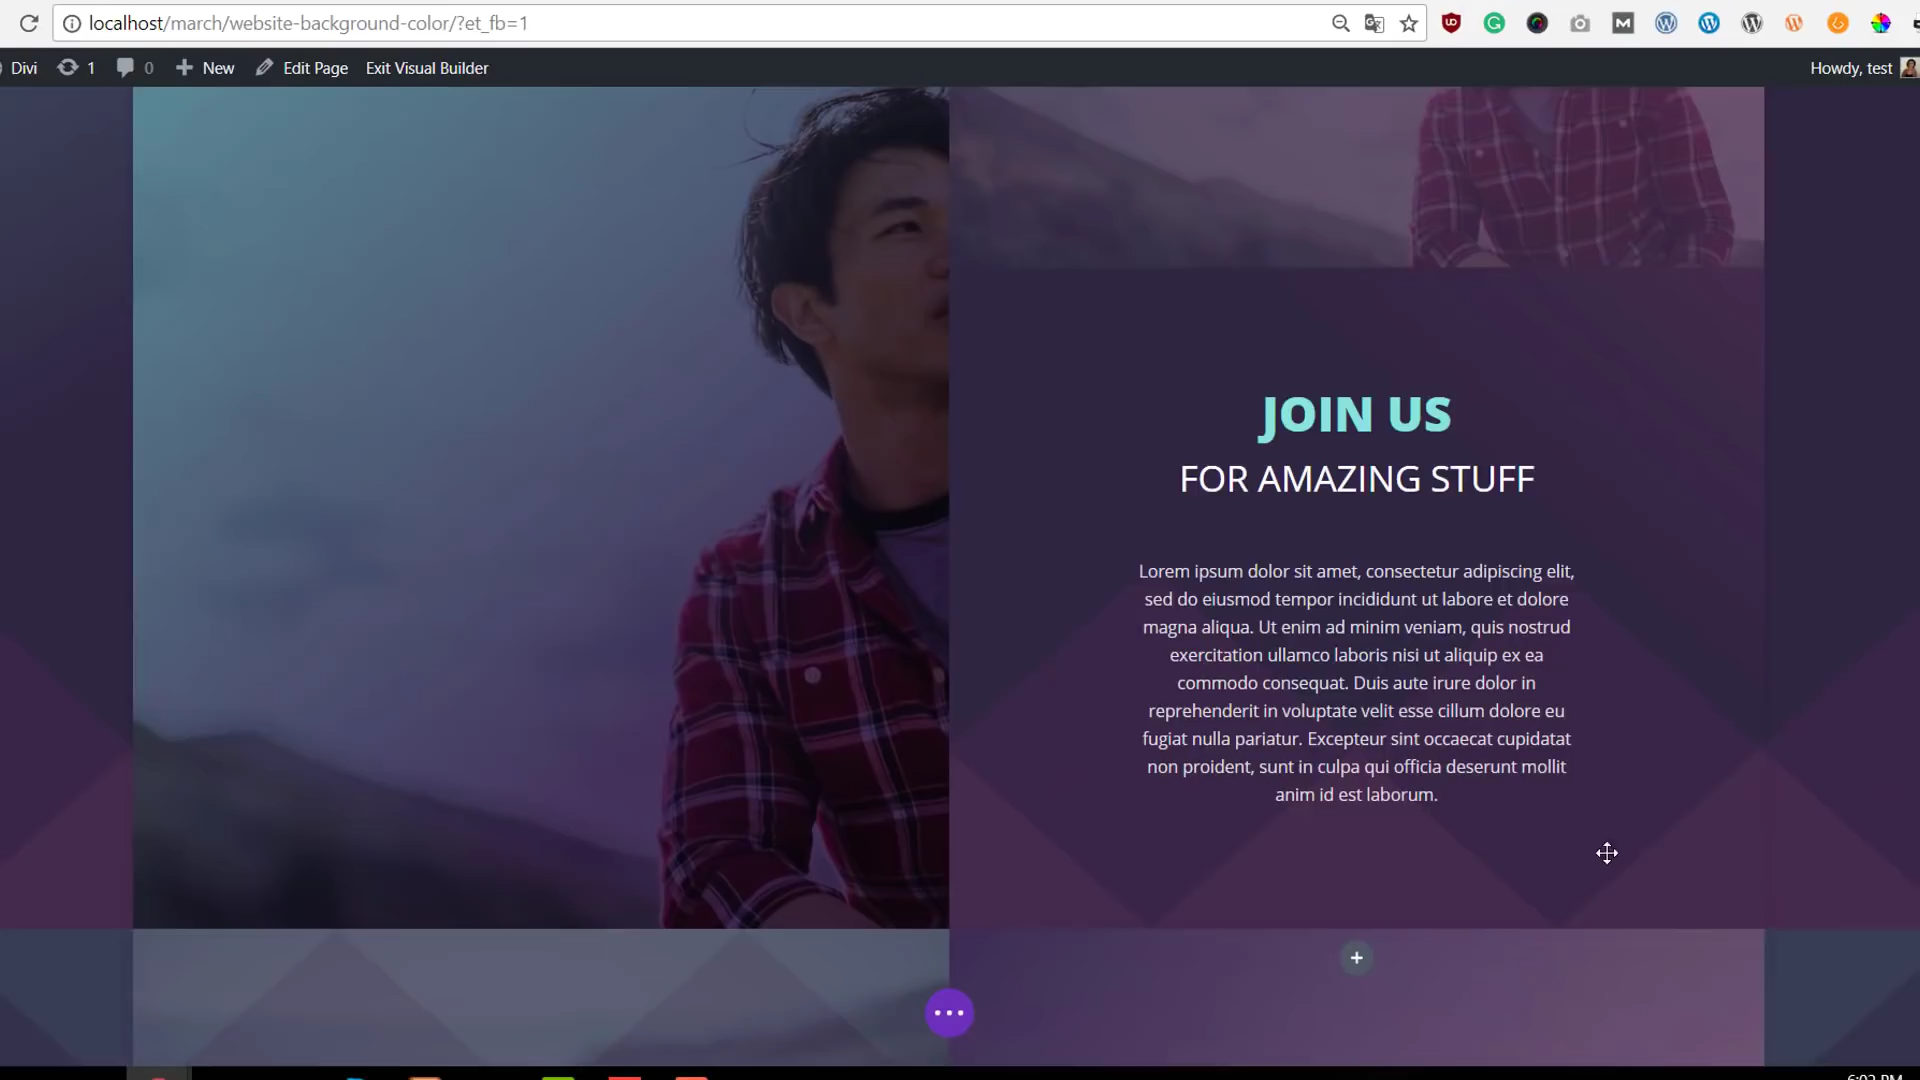 localhost/march/website-background-color/?et_fb=1
Divi 1 0 New Edit Page Exit Visual Builder Howdy, test
JOIN US
FOR AMAZING STUFF
Lorem ipsum dolor sit amet, consectetur adipiscing elit,
sed do eiusmod tempor incididunt ut labore et dolore
magna aliqua. Ut enim ad minim veniam, quis nostrud
exercitation ullamco laboris nisi ut aliquip ex ea
commodo consequat. Duis aute irure dolor in
reprehenderit in voluptate velit esse cillum dolore eu
fugiat nulla pariatur. Excepteur sint occaecat cupidatat
non proident, sunt in culpa qui officia deserunt mollit
anim id est laborum.